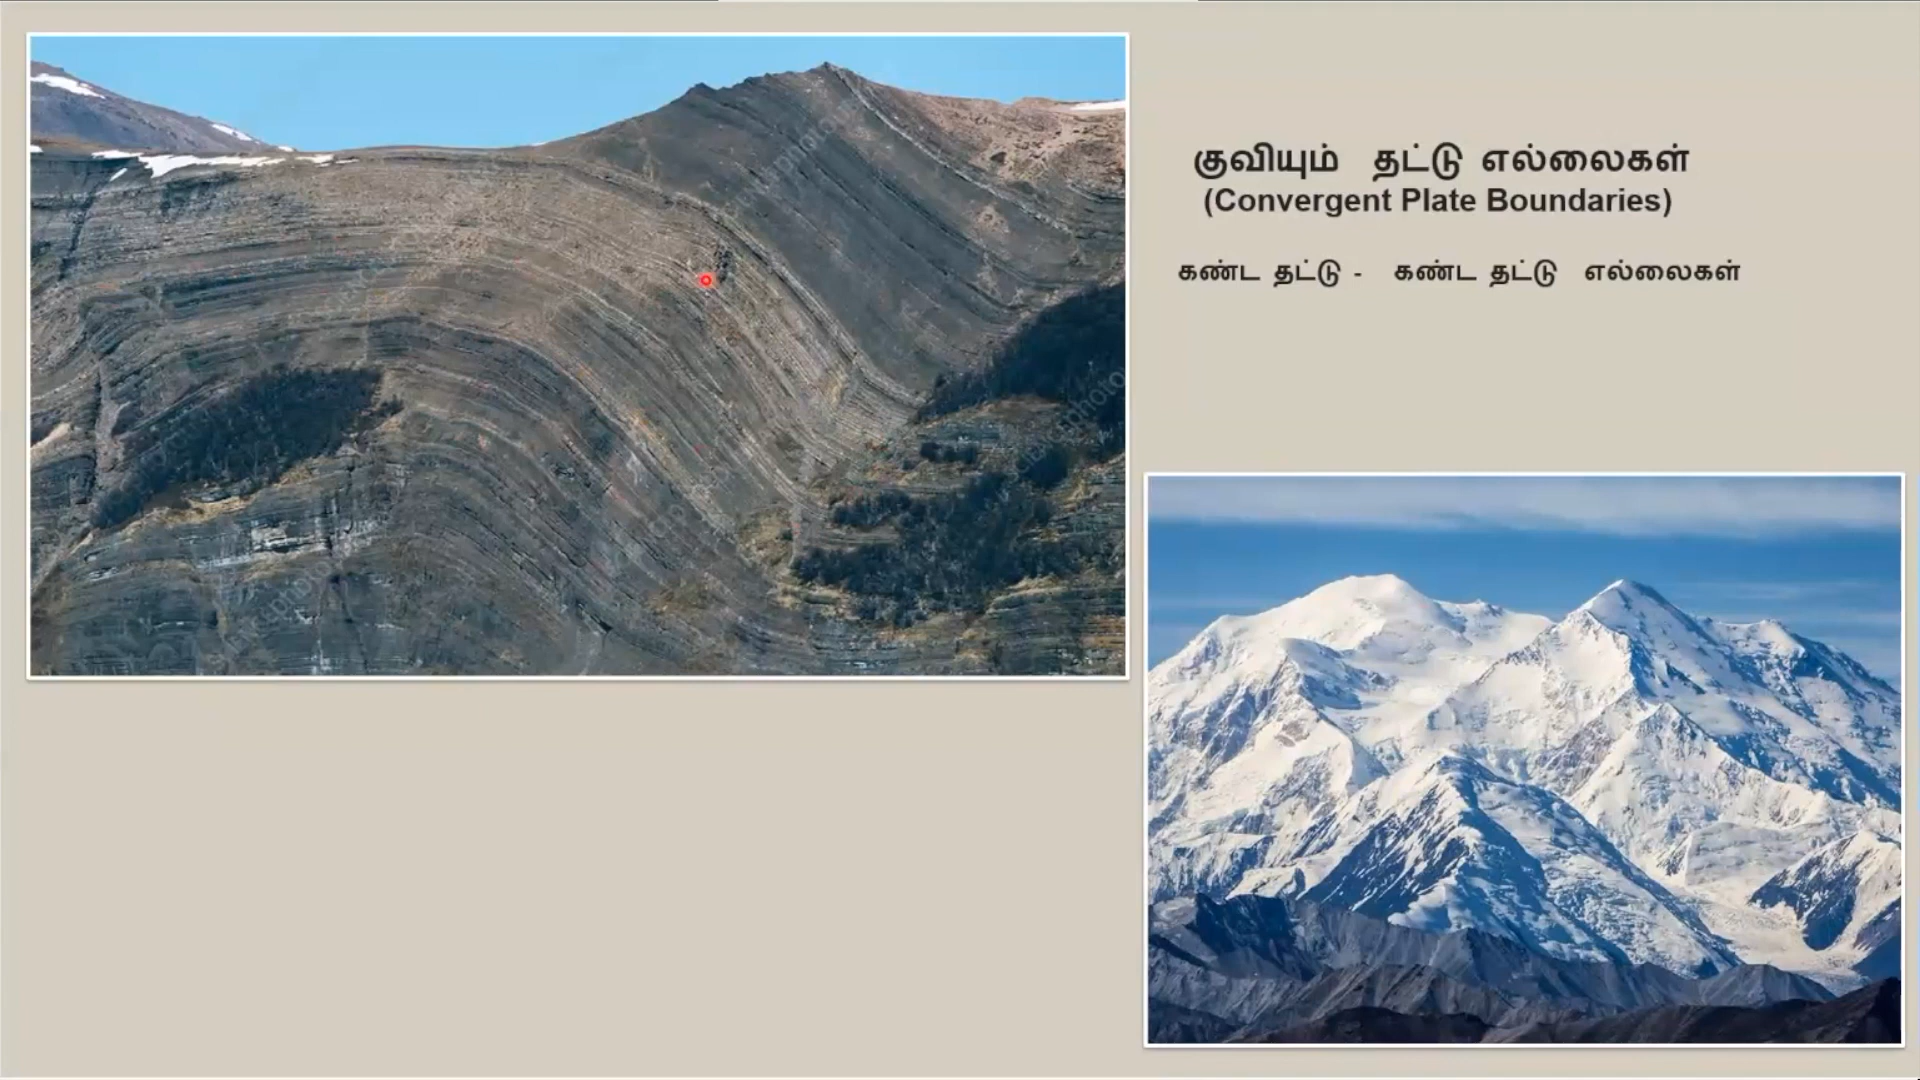 குவியும் தட்டு எல்லைகள்
(Convergent Plate Boundaries)
கண்ட தட்டு - கண்ட தட்டு எல்லைகள்